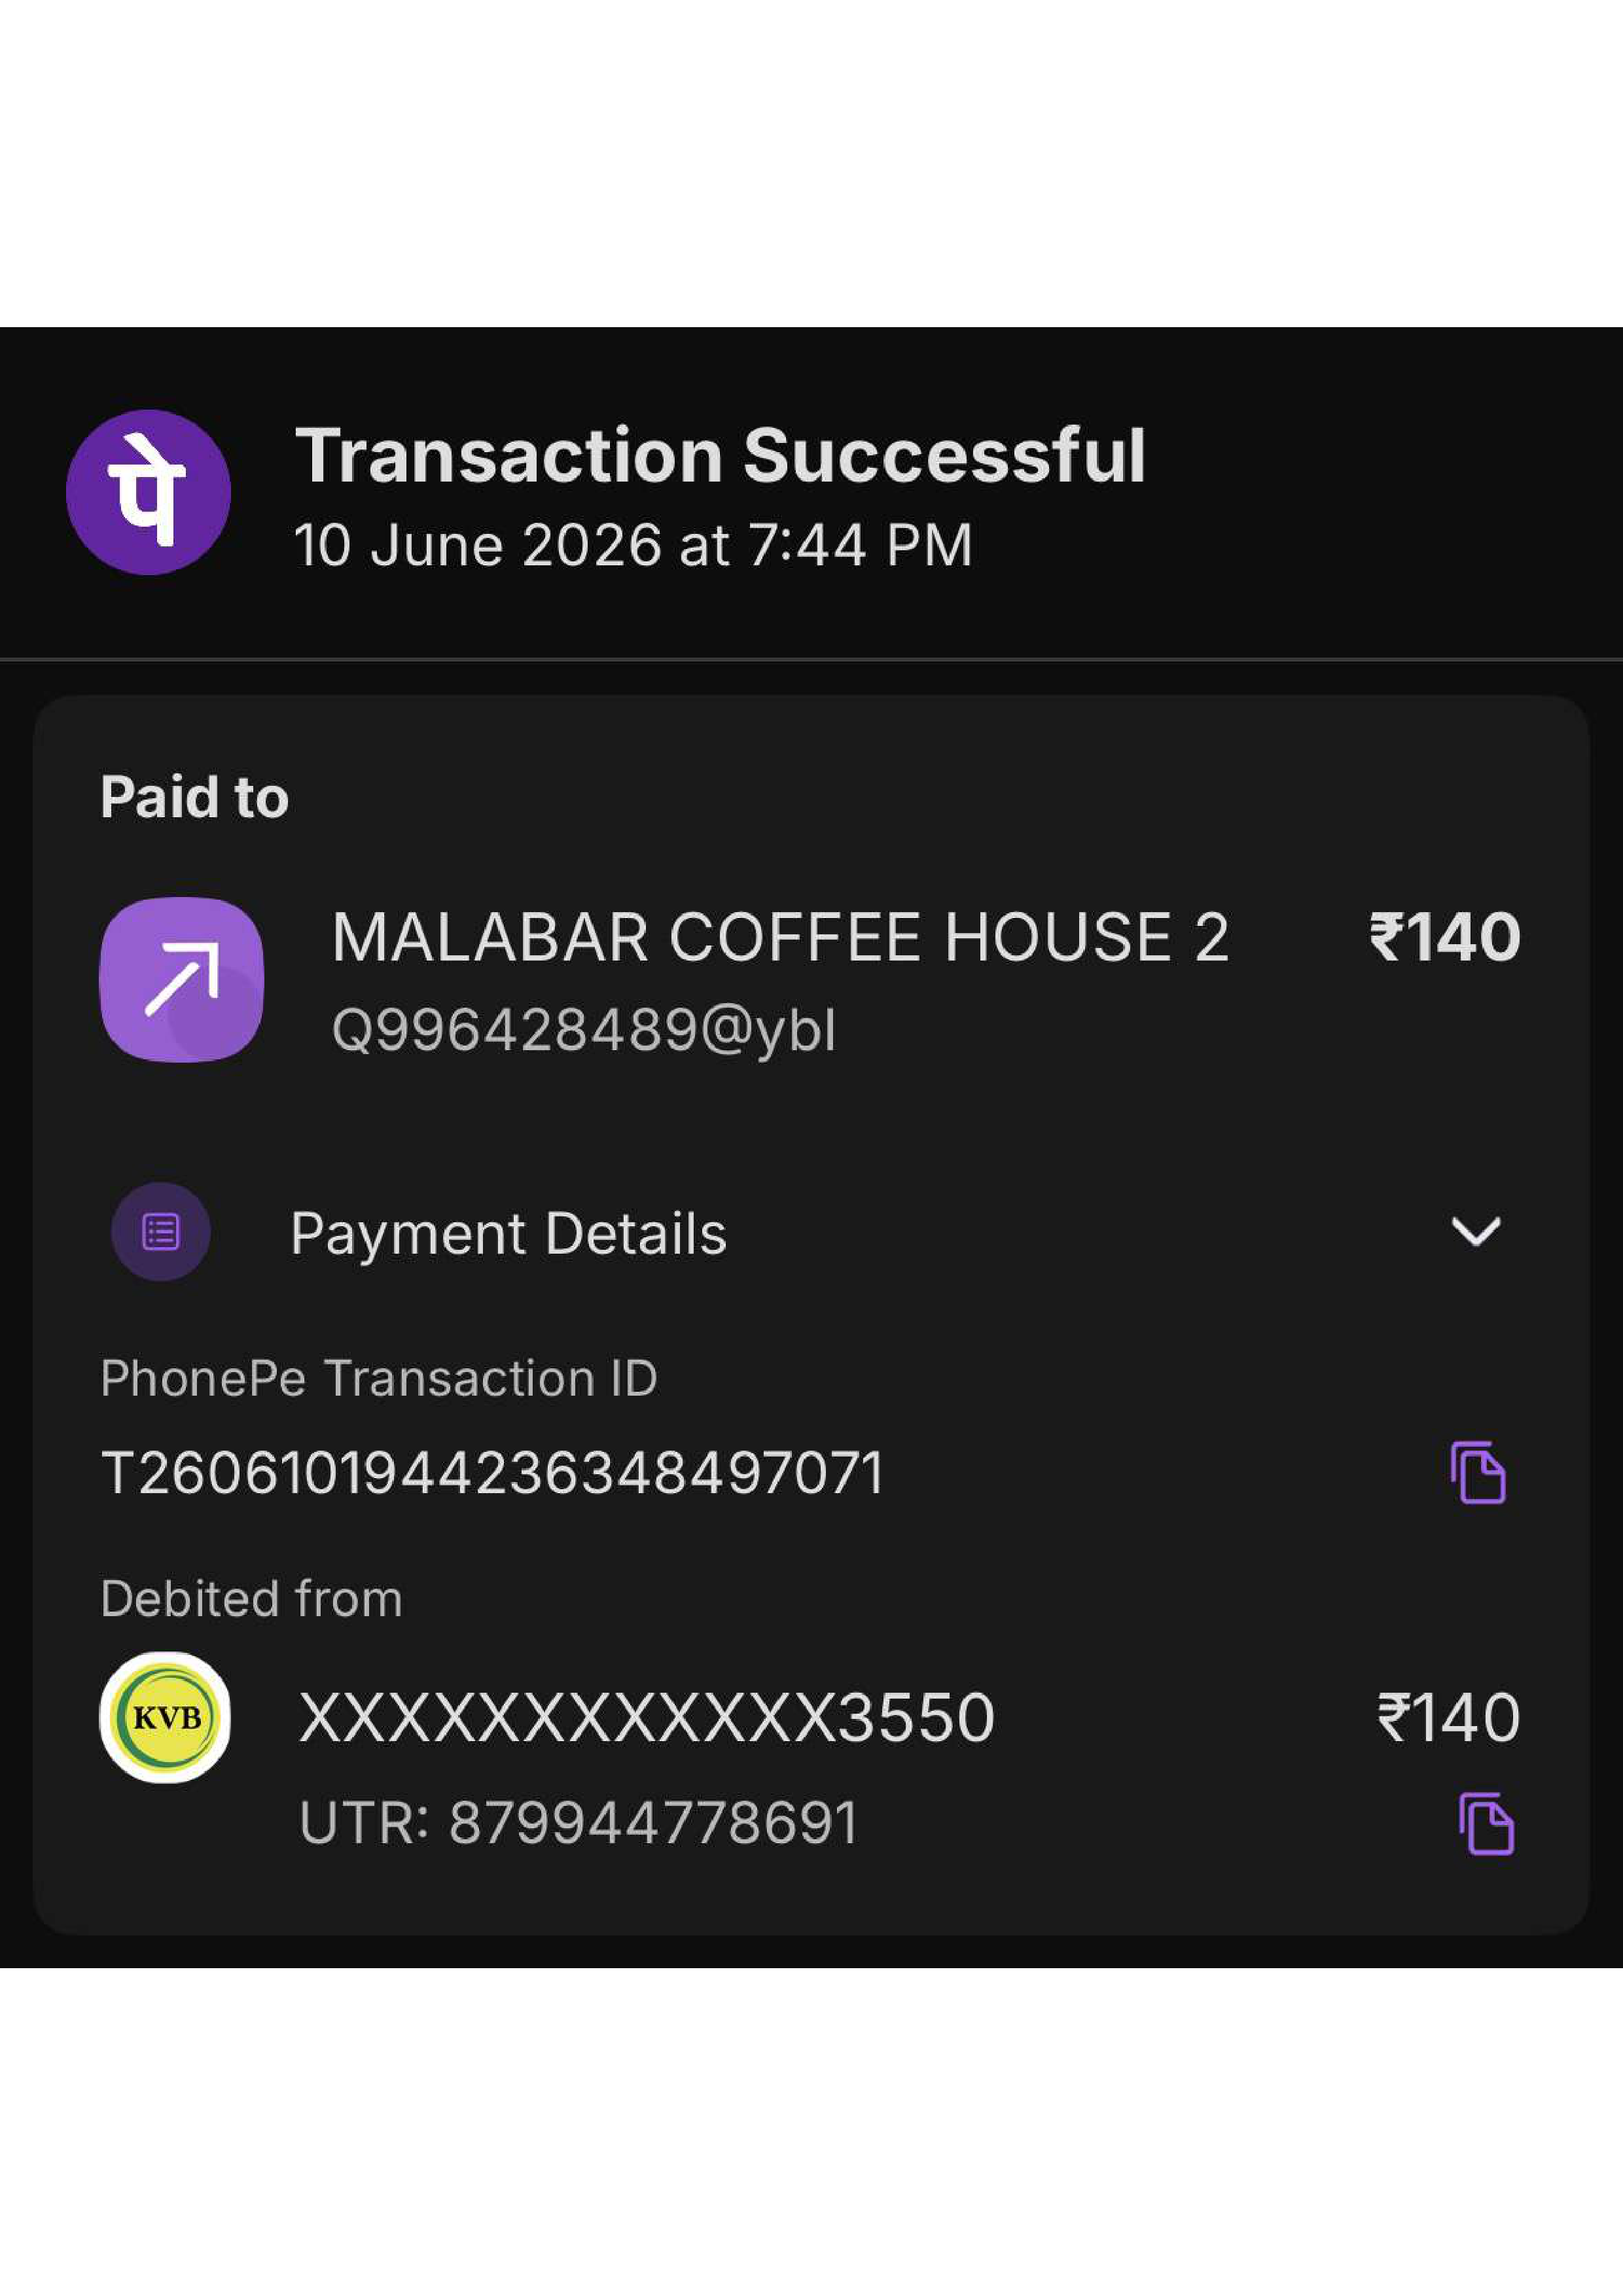 पे
Transaction Successful
10 June 2026 at 7:44 PM
Paid to
MALABAR COFFEE HOUSE 2 ₹140
Q996428489@ybl
Payment Details
PhonePe Transaction ID
T2606101944236348497071
Debited from
KVB XXXXXXXXXXXX3550 ₹140
UTR: 879944778691